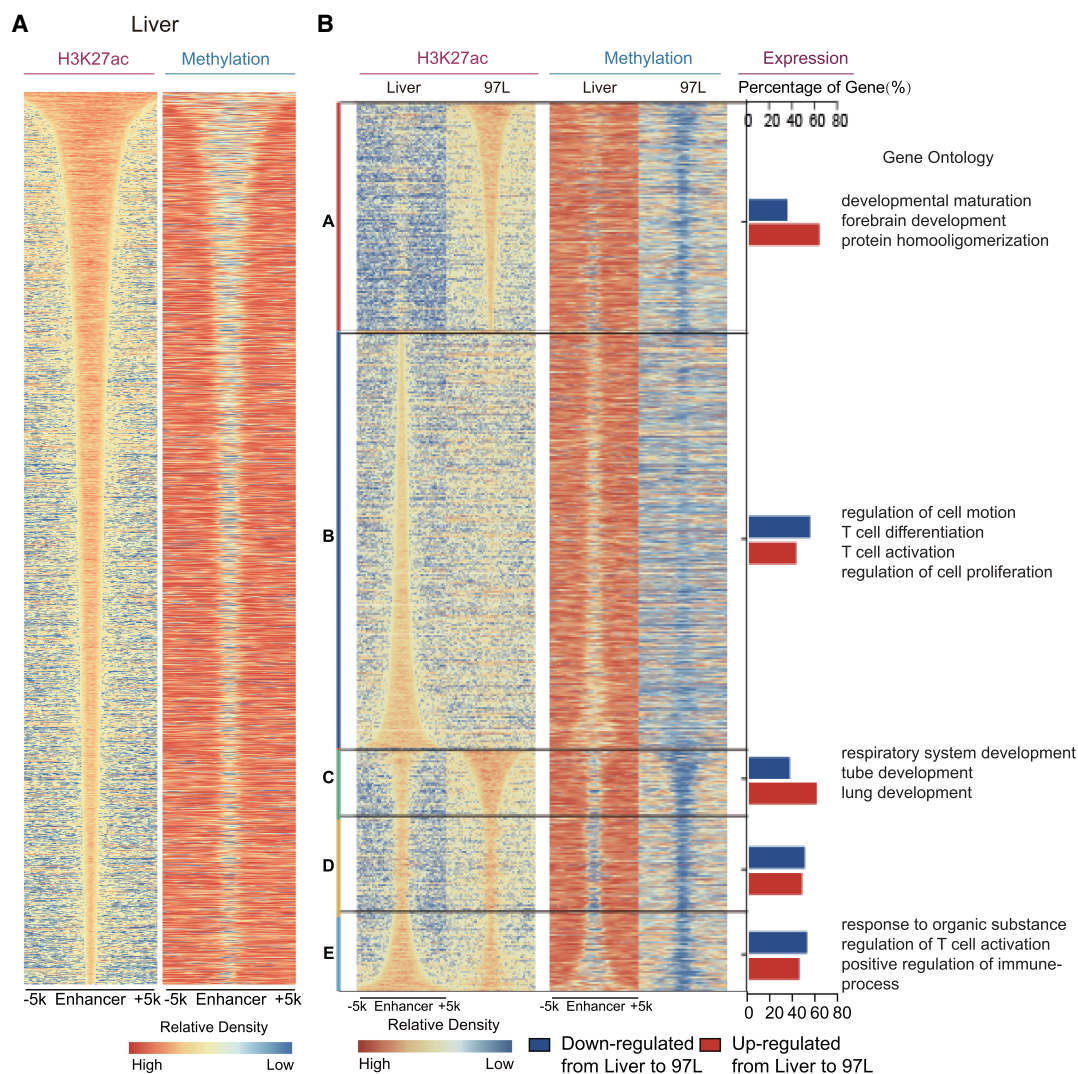 A
Liver
H3K27ac
Methylation
-5k Enhancer +5k
-5k Enhancer +5k
Relative Density
High
Low
B
H3K27ac
Methylation
Expression
Liver
97L
Liver
97L
Percentage of Gene(%)
0 20 40 60 80
Gene Ontology
A
developmental maturation
forebrain development
protein homooligomerization
B
regulation of cell motion
T cell differentiation
T cell activation
regulation of cell proliferation
C
respiratory system development
tube development
lung development
D
E
response to organic substance
regulation of T cell activation
positive regulation of immune-
process
-5k Enhancer +5k
-5k Enhancer +5k
0 20 40 60 80
Relative Density
High
Low
Down-regulated
from Liver to 97L
Up-regulated
from Liver to 97L